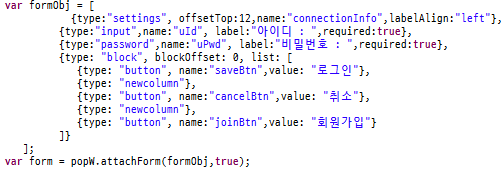 var formObj = [
{type:"settings", offsetTop:12,name:"connectionInfo",labelAlign:"left"},
{type:"input",name:"uId", label:"아이디 : ",required:true},
{type:"password",name:"uPwd", label:"비밀번호 : ",required:true},
{type: "block", blockOffset: 0, list: [
{type: "button", name:"saveBtn",value: "로그인"},
{type: "newcolumn"},
{type: "button", name:"cancelBtn",value: "취소"},
{type: "newcolumn"},
{type: "button", name:"joinBtn",value: "회원가입"}
]}
];
var form = popW.attachForm(formObj,true);